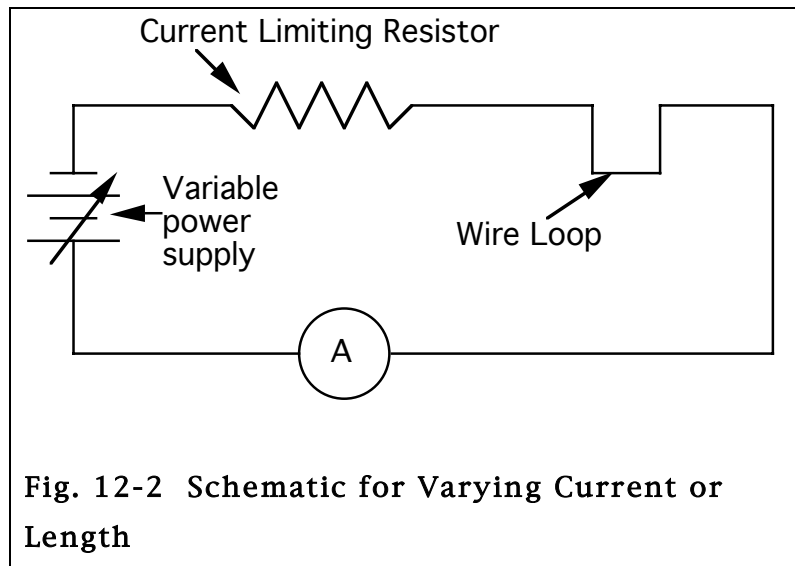 Current Limiting Resistor
Variable
power
supply
Wire Loop
A
Fig. 12-2 Schematic for Varying Current or
Length